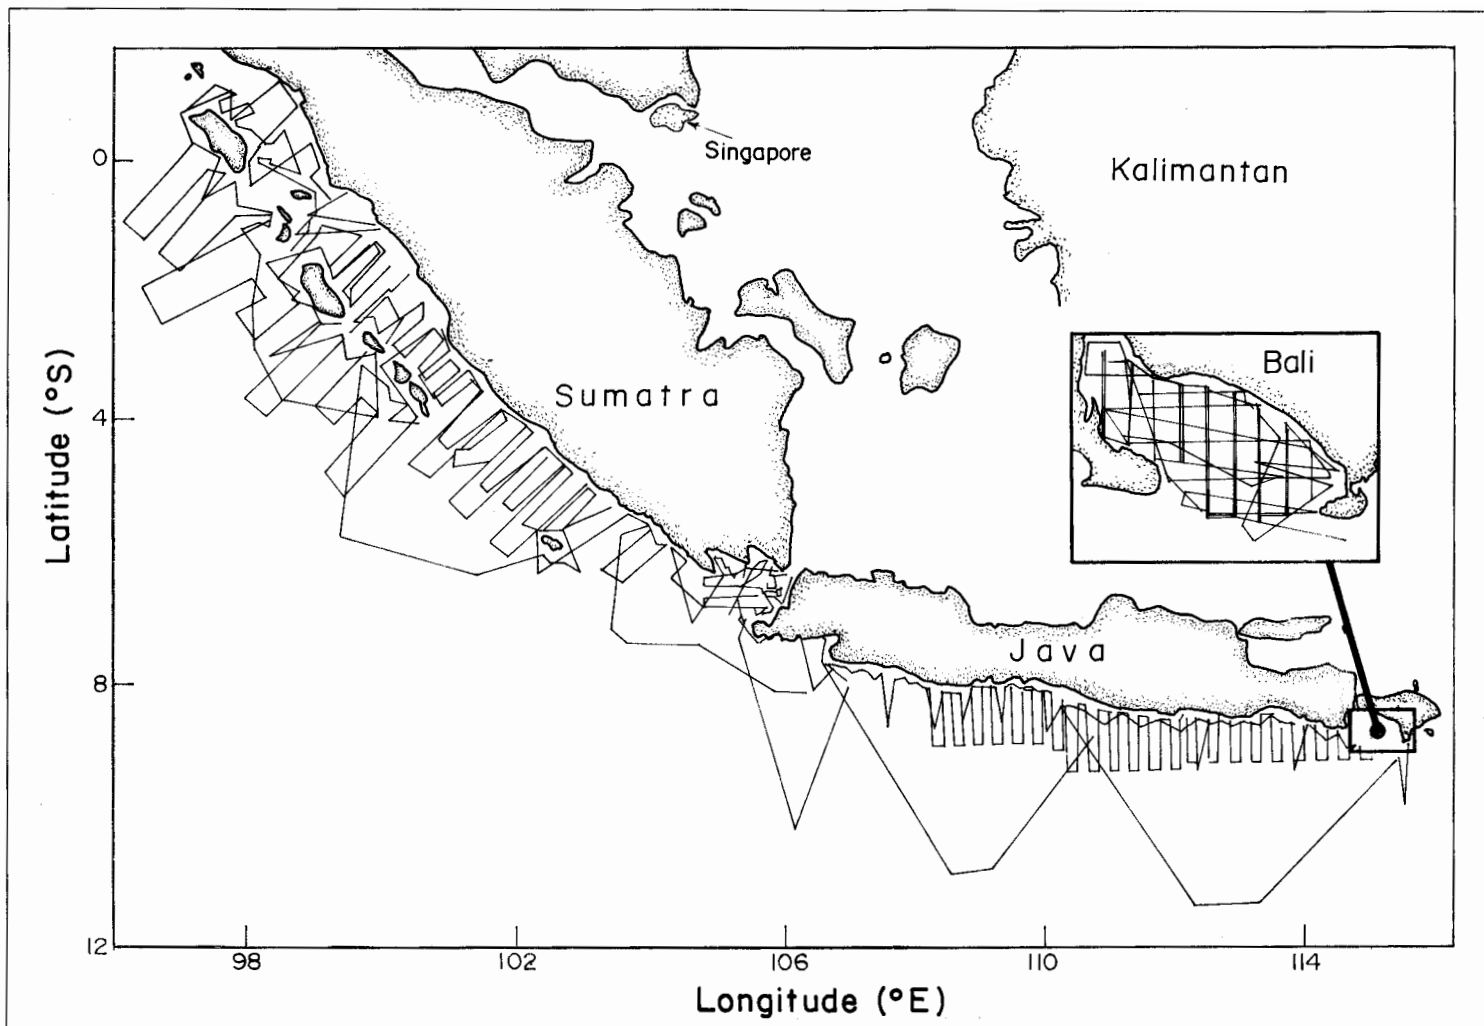 Singapore
Kalimantan
0
Bali
Sumatra
4
Latitude (°S)
Java
8
12
98
102
106
110
114
Longitude (°E)